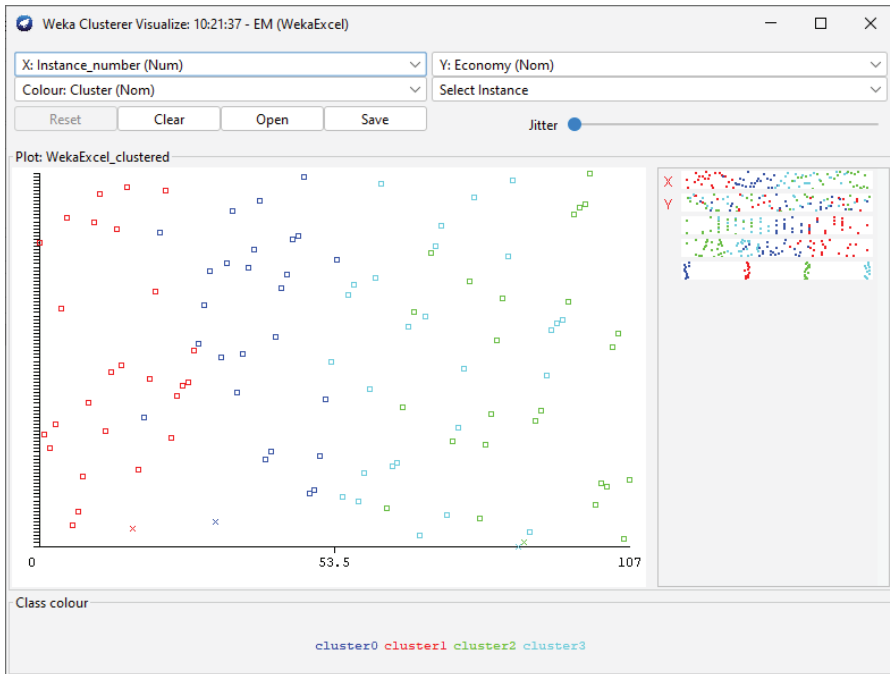 Weka Clusterer Visualize: 10:21:37 - EM (WekaExcel)
X: Instance_number (Num) Y: Economy (Nom)
Colour: Cluster (Nom) Select Instance
Reset Clear Open Save Jitter
Plot: WekaExcel_clustered
X
Y
0 53.5 107
Class colour
cluster0 cluster1 cluster2 cluster3